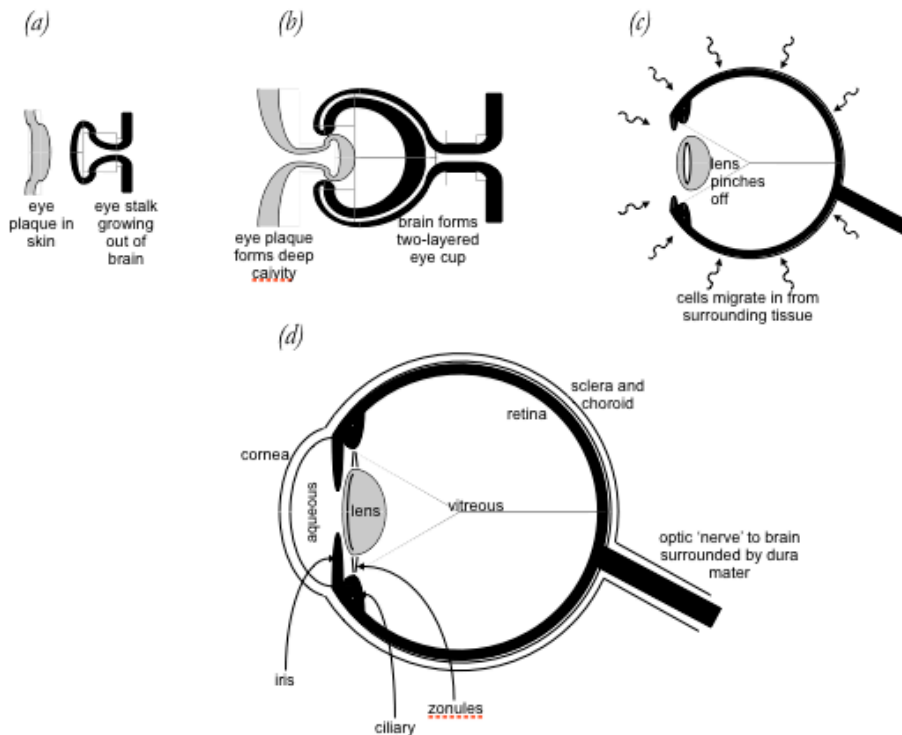 (a)
(b)
(c)
eye
plaque in
skin
eye stalk
growing
out of
brain
eye plaque
forms deep
caivity
brain forms
two-layered
eye cup
lens
pinches
off
cells migrate in from
surrounding tissue
(d)
sclera and
choroid
retina
cornea
aqueous
lens
vitreous
optic ‘nerve’ to brain
surrounded by dura
mater
iris
zonules
ciliary